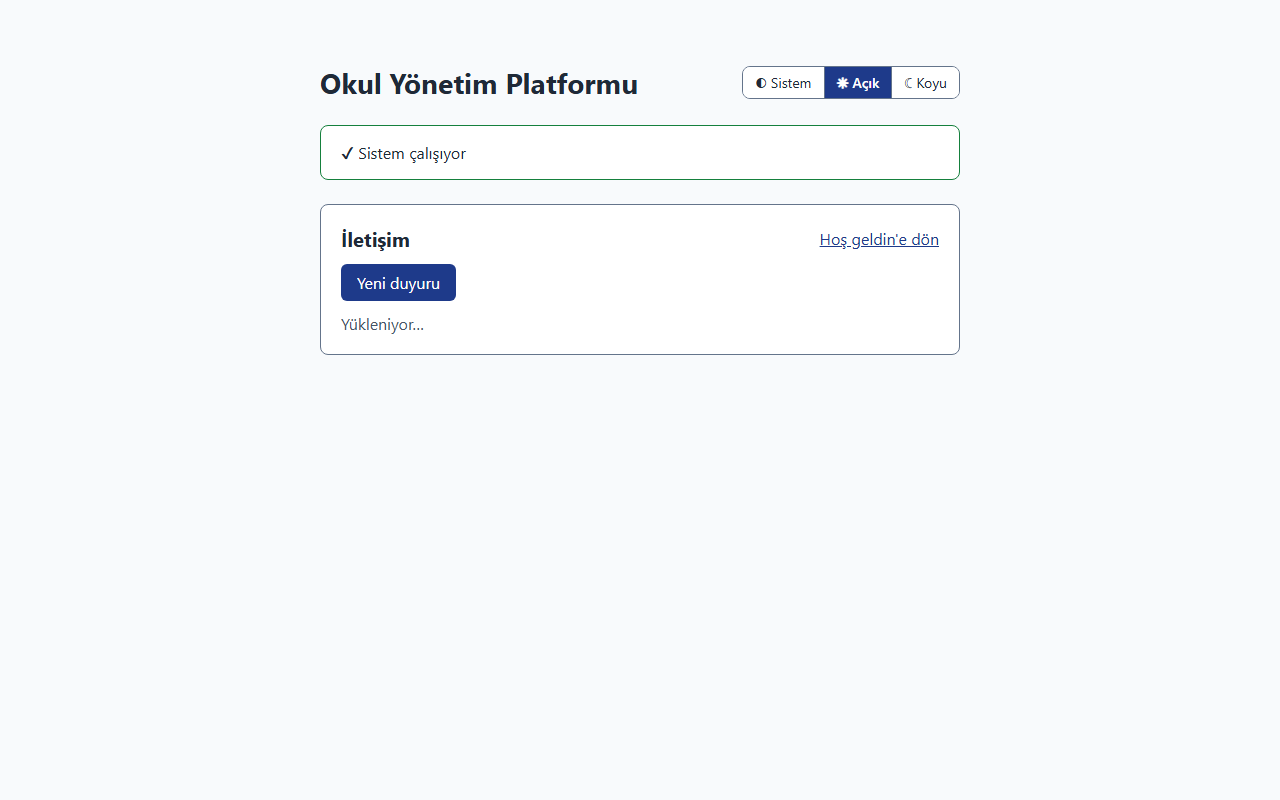 Okul Yönetim Platformu
◐ Sistem ❋ Açık ☾ Koyu
✓ Sistem çalışıyor
İletişim
Hoş geldin'e dön
Yeni duyuru
Yükleniyor...